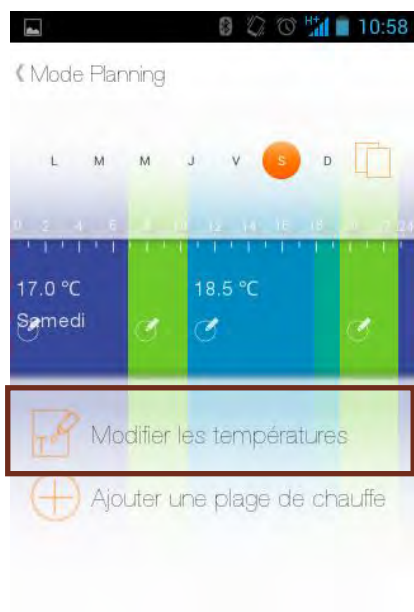 H+ 10:58
Mode Planning
L M M J V S D
0 2 4 6 8 10 12 14 16 18 22 24
17.0 °C 18.5 °C
Samedi
Modifier les températures
Ajouter une plage de chauffe